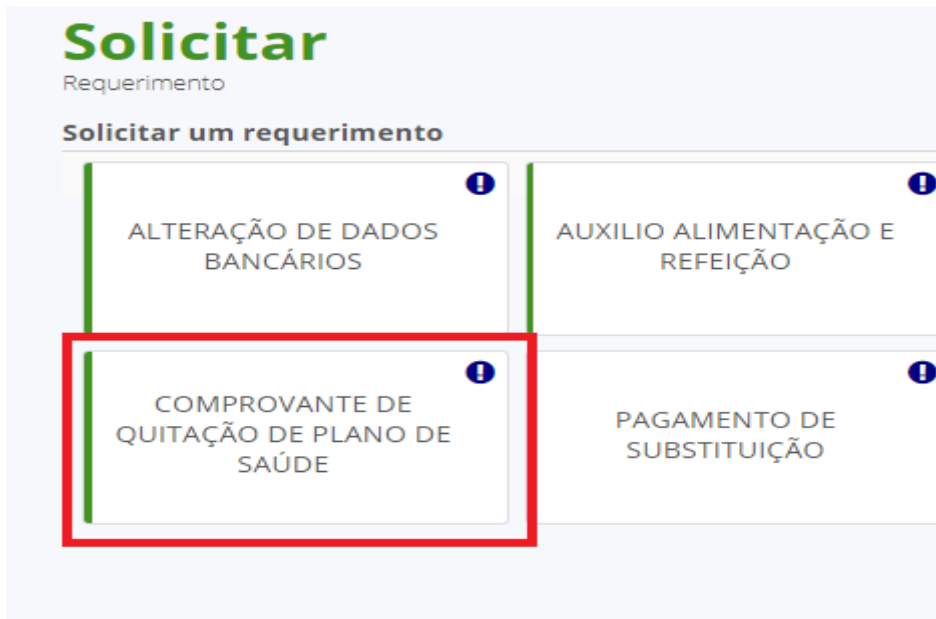 Solicitar
Requerimento
Solicitar um requerimento
ALTERAÇÃO DE DADOS
BANCÁRIOS
AUXILIO ALIMENTAÇÃO E
REFEIÇÃO
COMPROVANTE DE
QUITAÇÃO DE PLANO DE
SAÚDE
PAGAMENTO DE
SUBSTITUIÇÃO